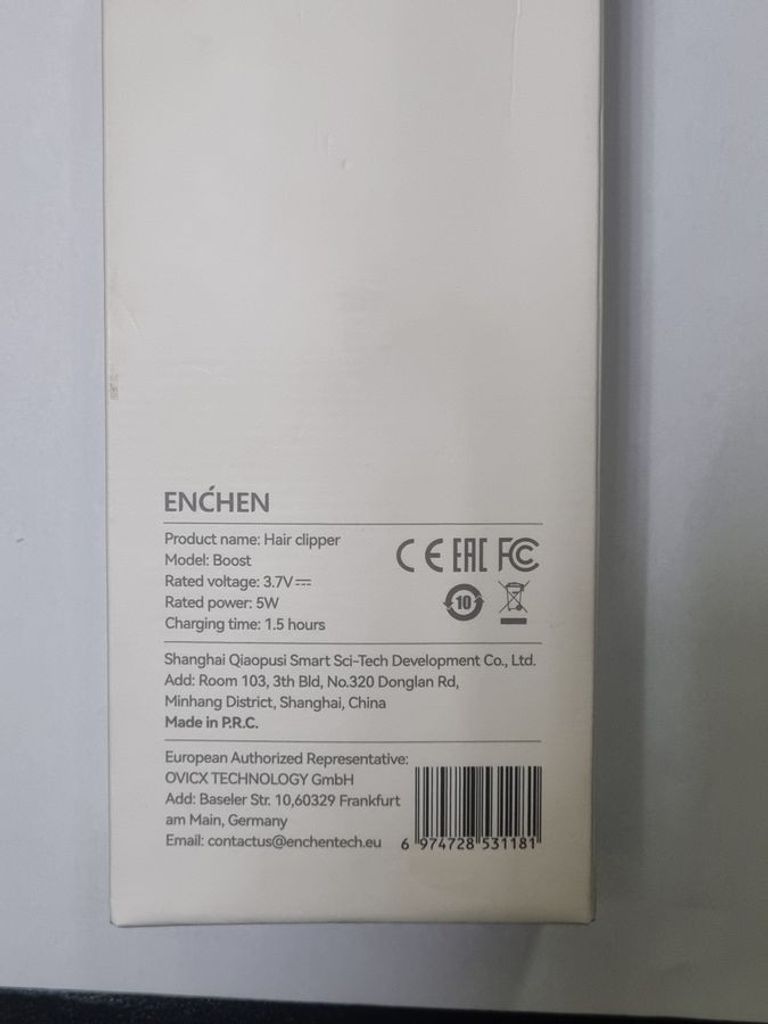 ENĆHEN
Product name: Hair clipper
Model: Boost
Rated voltage: 3.7V⎓
Rated power: 5W
Charging time: 1.5 hours
CE EAC FC
10
Shanghai Qiaopusi Smart Sci-Tech Development Co., Ltd.
Add: Room 103, 3th Bld, No.320 Donglan Rd,
Minhang District, Shanghai, China
Made in P.R.C.
European Authorized Representative:
OVICX TECHNOLOGY GmbH
Add: Baseler Str. 10,60329 Frankfurt
am Main, Germany
Email: contactus@enchentech.eu
6 974728 531181